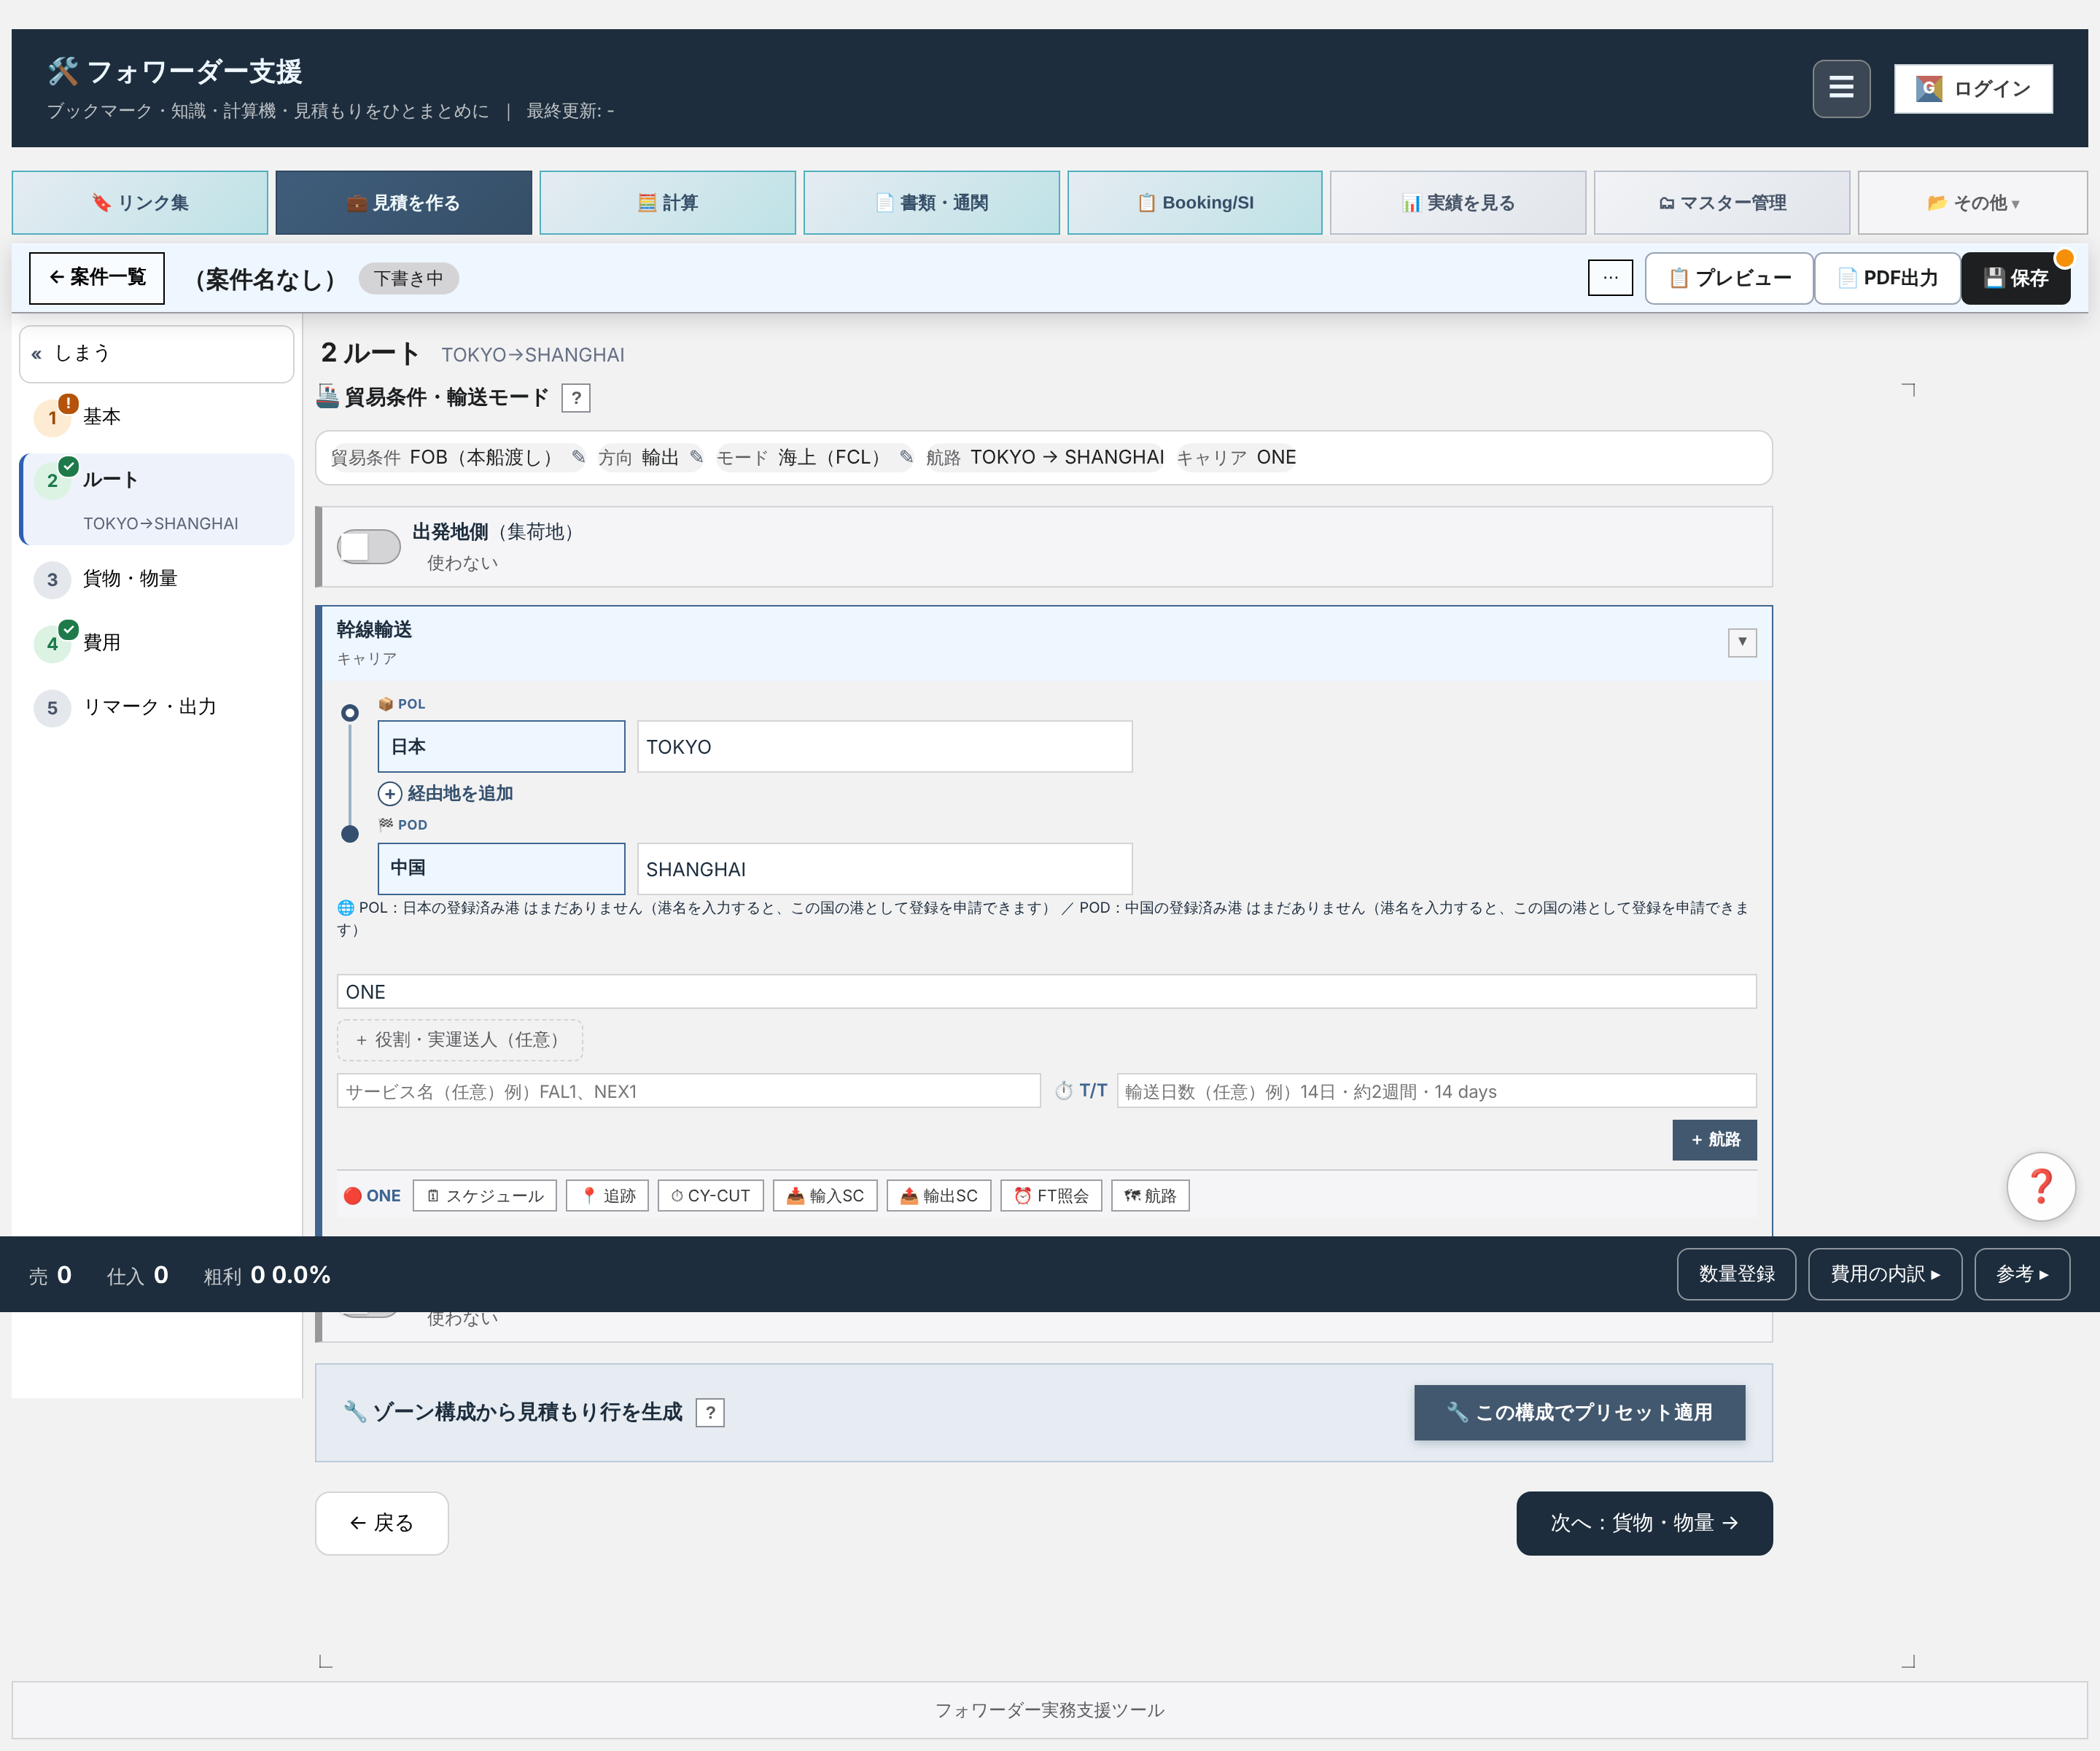 🛠️ フォワーダー支援
ブックマーク・知識・計算機・見積もりをひとまとめに ｜ 最終更新: -
☰
G ログイン
🔖 リンク集
💼 見積を作る
🧮 計算
📄 書類・通関
📋 Booking/SI
📊 実績を見る
🗂 マスター管理
📂 その他 ▾
← 案件一覧
（案件名なし）
下書き中
⋯
📋 プレビュー
📄 PDF出力
💾 保存
« しまう
1 ! 基本
2 ✓ ルート
TOKYO→SHANGHAI
3 貨物・物量
4 ✓ 費用
5 リマーク・出力
2 ルート TOKYO→SHANGHAI
🚢 貿易条件・輸送モード ?
貿易条件 FOB（本船渡し） ✎ 方向 輸出 ✎ モード 海上（FCL） ✎ 航路 TOKYO → SHANGHAI キャリア ONE
出発地側（集荷地）
使わない
幹線輸送
キャリア
▼
📦 POL
日本 TOKYO
+ 経由地を追加
🏁 POD
中国 SHANGHAI
🌐 POL：日本の登録済み港 はまだありません（港名を入力すると、この国の港として登録を申請できます） ／ POD：中国の登録済み港 はまだありません（港名を入力すると、この国の港として登録を申請できま
す）
ONE
＋ 役割・実運送人（任意）
サービス名（任意）例）FAL1、NEX1 ⏱ T/T 輸送日数（任意）例）14日・約2週間・14 days
＋ 航路
🔴 ONE 🗓 スケジュール 📍 追跡 ⏱ CY-CUT 📥 輸入SC 📤 輸出SC ⏰ FT照会 🗺 航路
❓
売 0 仕入 0 粗利 0 0.0%
数量登録
費用の内訳 ▸
参考 ▸
使わない
🔧 ゾーン構成から見積もり行を生成 ?
🔧 この構成でプリセット適用
← 戻る
次へ：貨物・物量 →
フォワーダー実務支援ツール